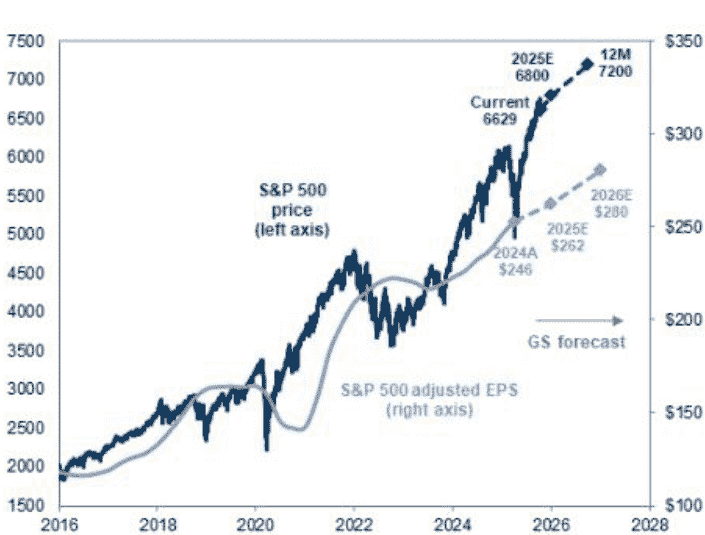 7500
7000
6500
6000
5500
5000
4500
4000
3500
3000
2500
2000
1500
$350
$300
$250
$200
$150
$100
2016
2018
2020
2022
2024
2026
2028
2025E
6800
12M
7200
Current
6629
S&P 500
price
(left axis)
2024A
$246
2025E
$262
2026E
$280
GS forecast
S&P 500 adjusted EPS
(right axis)